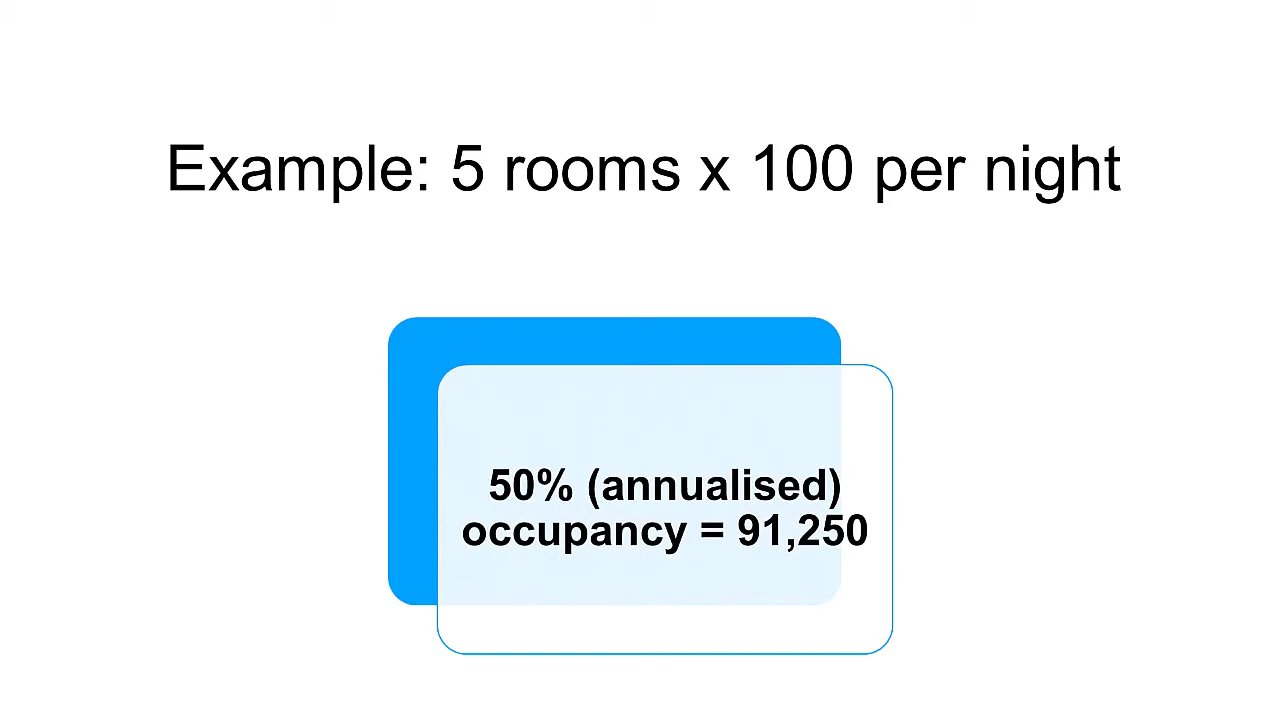 Example: 5 rooms x 100 per night
50% (annualised)
occupancy = 91,250